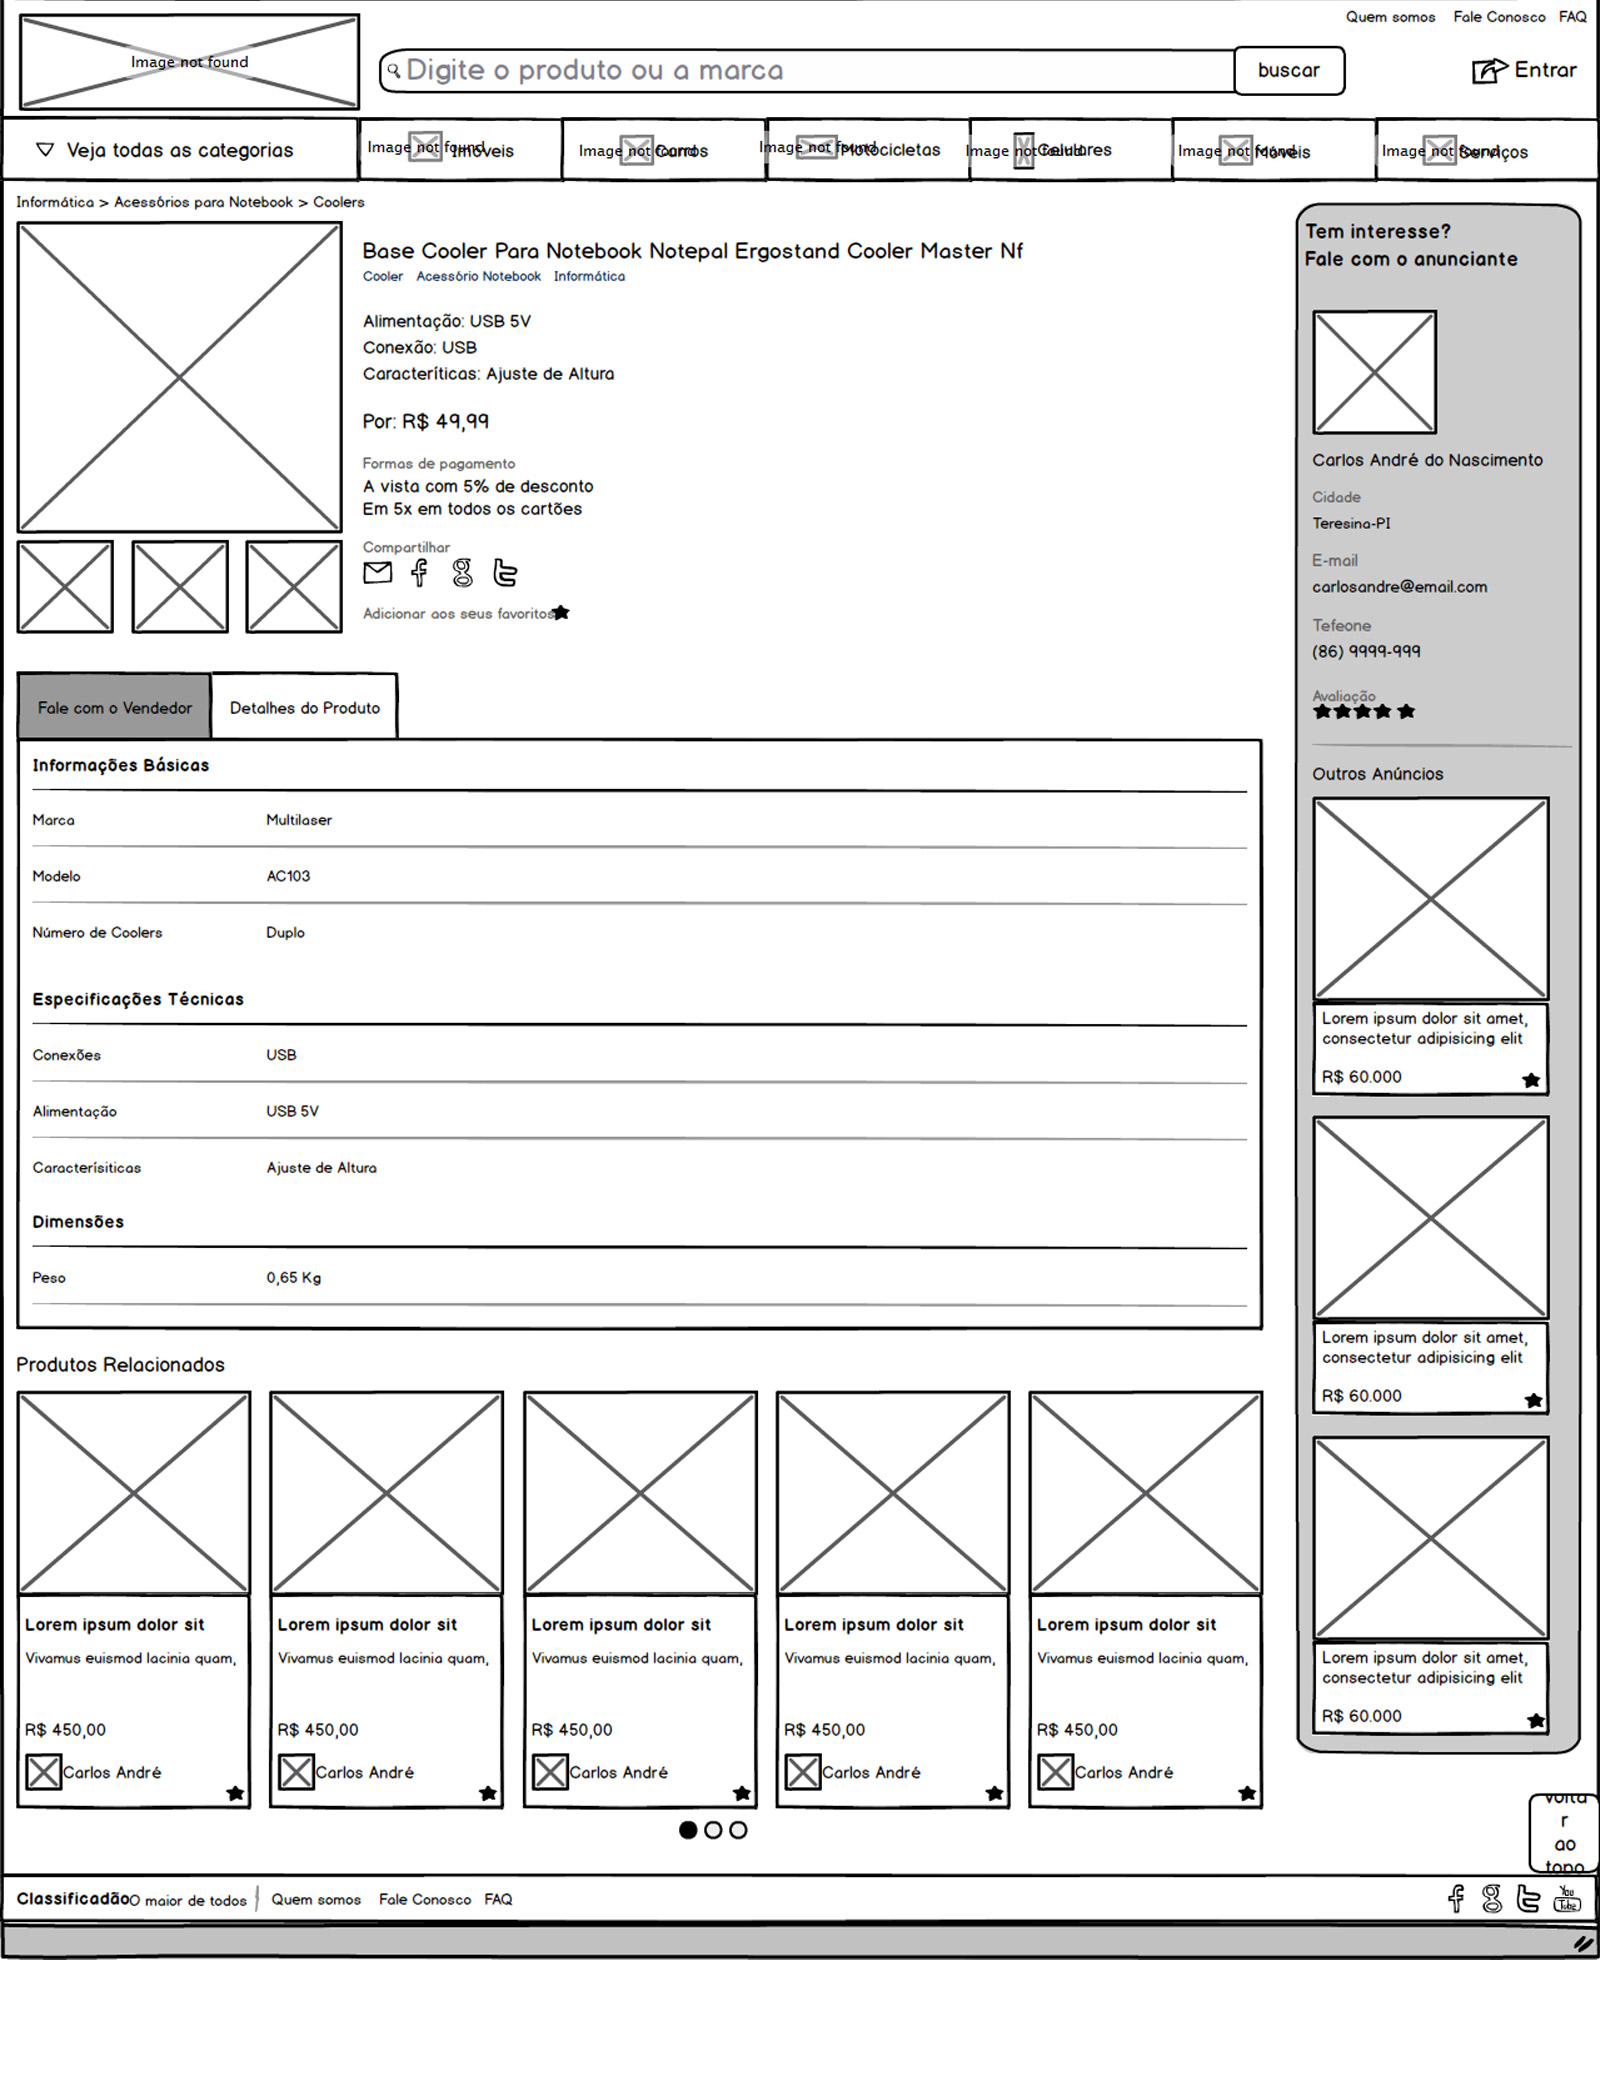 Quem somos Fale Conosco FAQ
Image not found
Digite o produto ou a marca
buscar
Entrar
Veja todas as categorias
Image not found Imóveis
Image not found Carros
Image not found Motocicletas
Image not found Celulares
Image not found Móveis
Image not found Serviços
Informática > Acessórios para Notebook > Coolers
Base Cooler Para Notebook Notepal Ergostand Cooler Master Nf
Cooler Acessório Notebook Informática
Alimentação: USB 5V
Conexão: USB
Caracteríticas: Ajuste de Altura
Por: R$ 49,99
Formas de pagamento
A vista com 5% de desconto
Em 5x em todos os cartões
Compartilhar
Adicionar aos seus favoritos
Tem interesse?
Fale com o anunciante
Carlos André do Nascimento
Cidade
Teresina-PI
E-mail
carlosandre@email.com
Tefeone
(86) 9999-999
Avaliação
Outros Anúncios
Lorem ipsum dolor sit amet,
consectetur adipisicing elit
R$ 60.000
Lorem ipsum dolor sit amet,
consectetur adipisicing elit
R$ 60.000
Lorem ipsum dolor sit amet,
consectetur adipisicing elit
R$ 60.000
Fale com o Vendedor
Detalhes do Produto
Informações Básicas
Marca Multilaser
Modelo AC103
Número de Coolers Duplo
Especificações Técnicas
Conexões USB
Alimentação USB 5V
Caracterísiticas Ajuste de Altura
Dimensões
Peso 0,65 Kg
Produtos Relacionados
Lorem ipsum dolor sit
Vivamus euismod lacinia quam,
R$ 450,00
Carlos André
Lorem ipsum dolor sit
Vivamus euismod lacinia quam,
R$ 450,00
Carlos André
Lorem ipsum dolor sit
Vivamus euismod lacinia quam,
R$ 450,00
Carlos André
Lorem ipsum dolor sit
Vivamus euismod lacinia quam,
R$ 450,00
Carlos André
Lorem ipsum dolor sit
Vivamus euismod lacinia quam,
R$ 450,00
Carlos André
volta
r
ao
topo
Classificadão O maior de todos Quem somos Fale Conosco FAQ
You
Tube